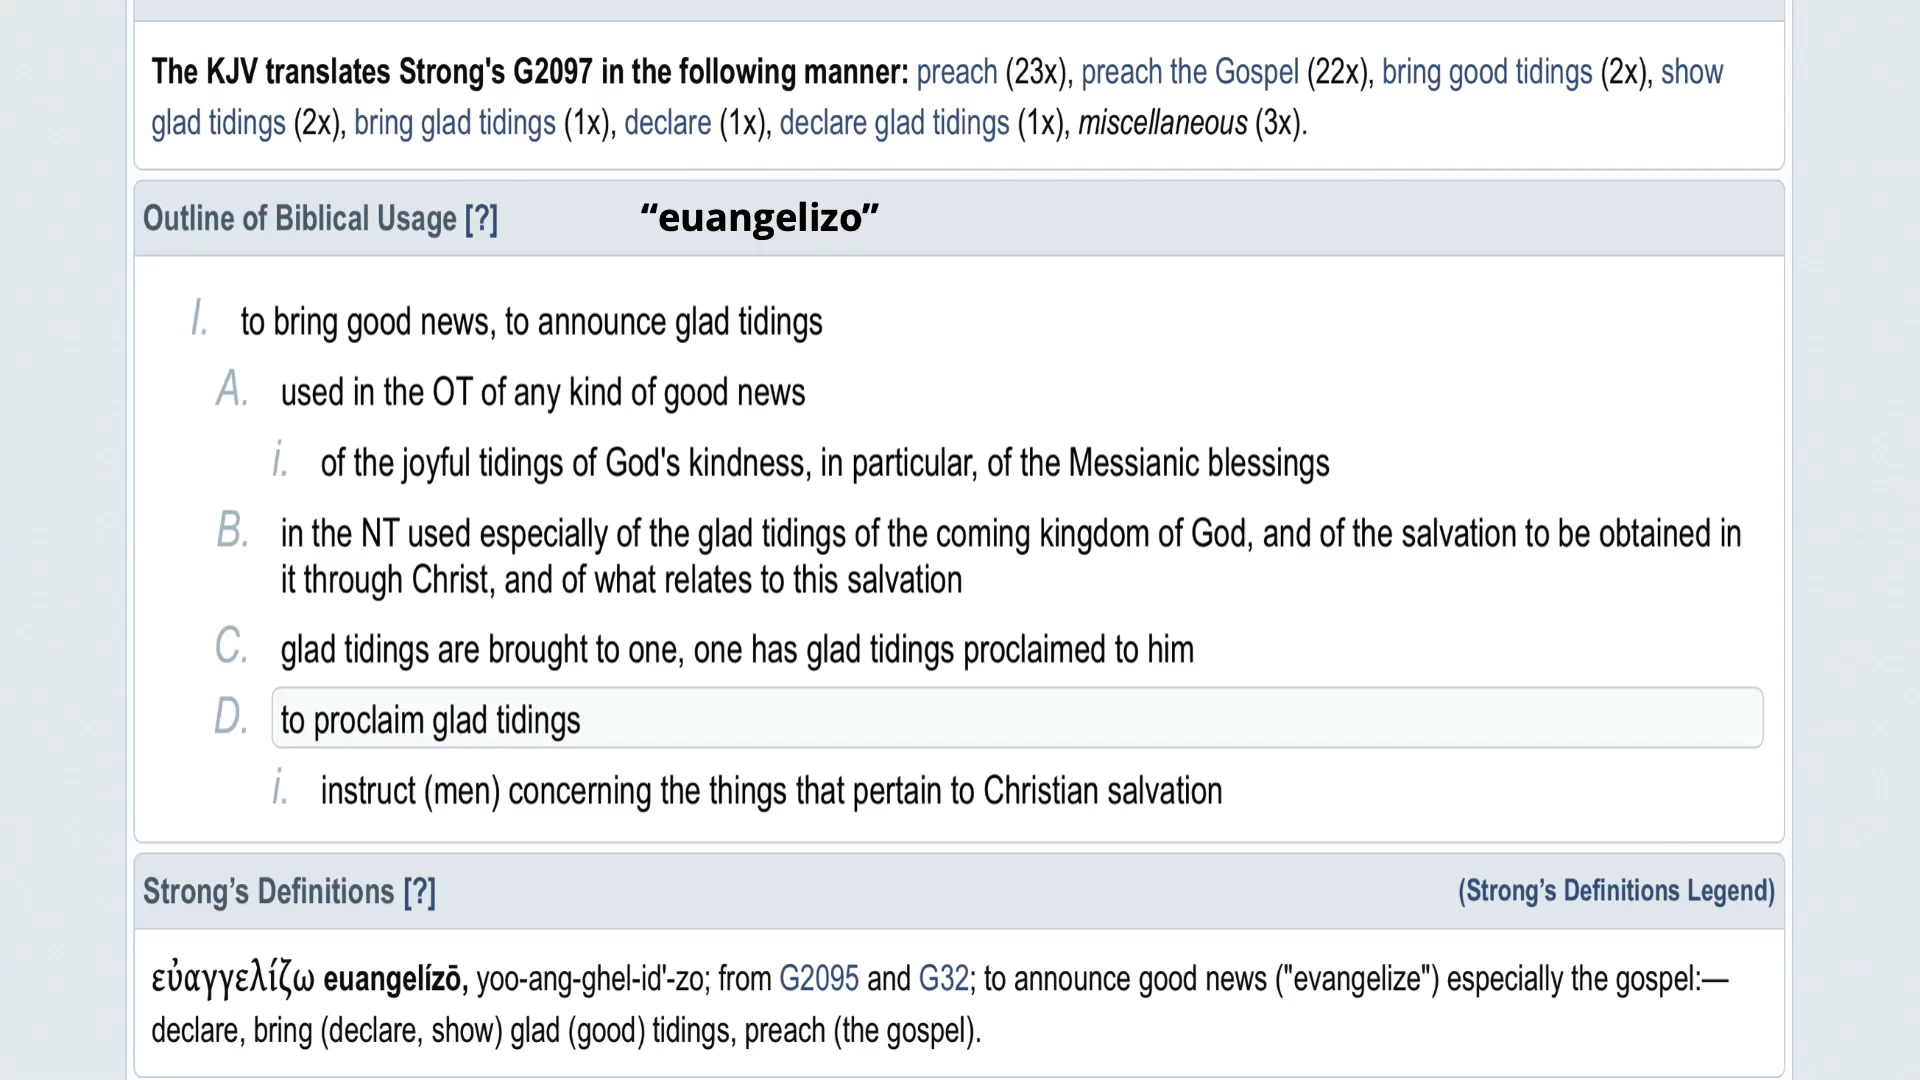 The KJV translates Strong's G2097 in the following manner: preach (23x), preach the Gospel (22x), bring good tidings (2x), show
glad tidings (2x), bring glad tidings (1x), declare (1x), declare glad tidings (1x), miscellaneous (3x).
Outline of Biblical Usage [?] “euangelizo”
I. to bring good news, to announce glad tidings
A. used in the OT of any kind of good news
i. of the joyful tidings of God's kindness, in particular, of the Messianic blessings
B. in the NT used especially of the glad tidings of the coming kingdom of God, and of the salvation to be obtained in
it through Christ, and of what relates to this salvation
C. glad tidings are brought to one, one has glad tidings proclaimed to him
D. to proclaim glad tidings
i. instruct (men) concerning the things that pertain to Christian salvation
Strong’s Definitions [?] (Strong’s Definitions Legend)
εὐαγγελίζω euangelízō, yoo-ang-ghel-id'-zo; from G2095 and G32; to announce good news ("evangelize") especially the gospel:—
declare, bring (declare, show) glad (good) tidings, preach (the gospel).